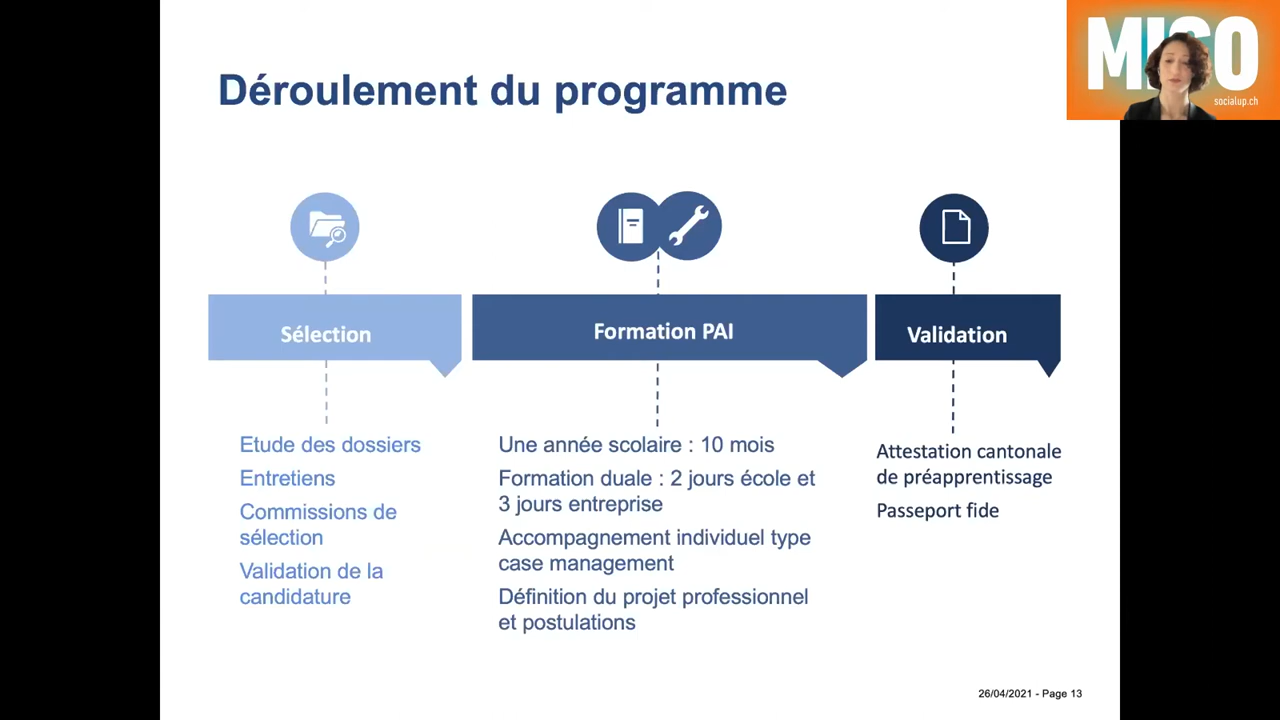 Déroulement du programme
socialup.ch
Sélection
Formation PAI
Validation
Etude des dossiers
Entretiens
Commissions de
sélection
Validation de la
candidature
Une année scolaire : 10 mois
Formation duale : 2 jours école et
3 jours entreprise
Accompagnement individuel type
case management
Définition du projet professionnel
et postulations
Attestation cantonale
de préapprentissage
Passeport fide
26/04/2021 - Page 13